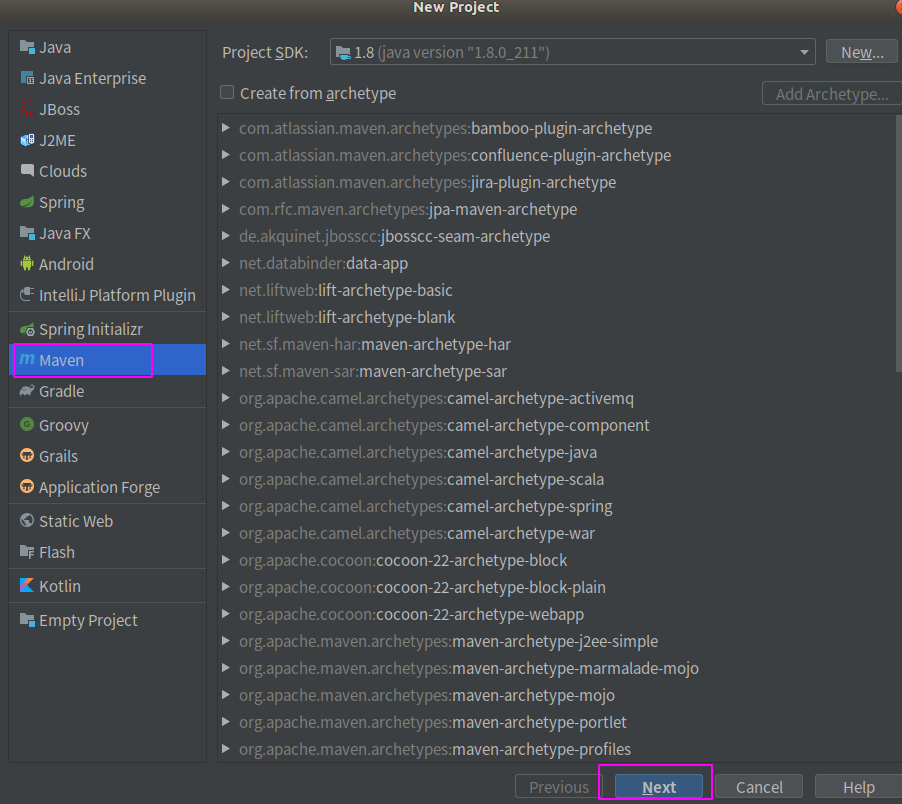 New Project
Java
Java Enterprise
JBoss
J2ME
Clouds
Spring
Java FX
Android
IntelliJ Platform Plugin
Spring Initializr
Maven
Gradle
Groovy
Grails
Application Forge
Static Web
Flash
Kotlin
Empty Project
Project SDK: 1.8 (java version "1.8.0_211") New...
Create from archetype Add Archetype...
com.atlassian.maven.archetypes:bamboo-plugin-archetype
com.atlassian.maven.archetypes:confluence-plugin-archetype
com.atlassian.maven.archetypes:jira-plugin-archetype
com.rfc.maven.archetypes:jpa-maven-archetype
de.akquinet.jbosscc:jbosscc-seam-archetype
net.databinder:data-app
net.liftweb:lift-archetype-basic
net.liftweb:lift-archetype-blank
net.sf.maven-har:maven-archetype-har
net.sf.maven-sar:maven-archetype-sar
org.apache.camel.archetypes:camel-archetype-activemq
org.apache.camel.archetypes:camel-archetype-component
org.apache.camel.archetypes:camel-archetype-java
org.apache.camel.archetypes:camel-archetype-scala
org.apache.camel.archetypes:camel-archetype-spring
org.apache.camel.archetypes:camel-archetype-war
org.apache.cocoon:cocoon-22-archetype-block
org.apache.cocoon:cocoon-22-archetype-block-plain
org.apache.cocoon:cocoon-22-archetype-webapp
org.apache.maven.archetypes:maven-archetype-j2ee-simple
org.apache.maven.archetypes:maven-archetype-marmalade-mojo
org.apache.maven.archetypes:maven-archetype-mojo
org.apache.maven.archetypes:maven-archetype-portlet
org.apache.maven.archetypes:maven-archetype-profiles
Previous Next Cancel Help